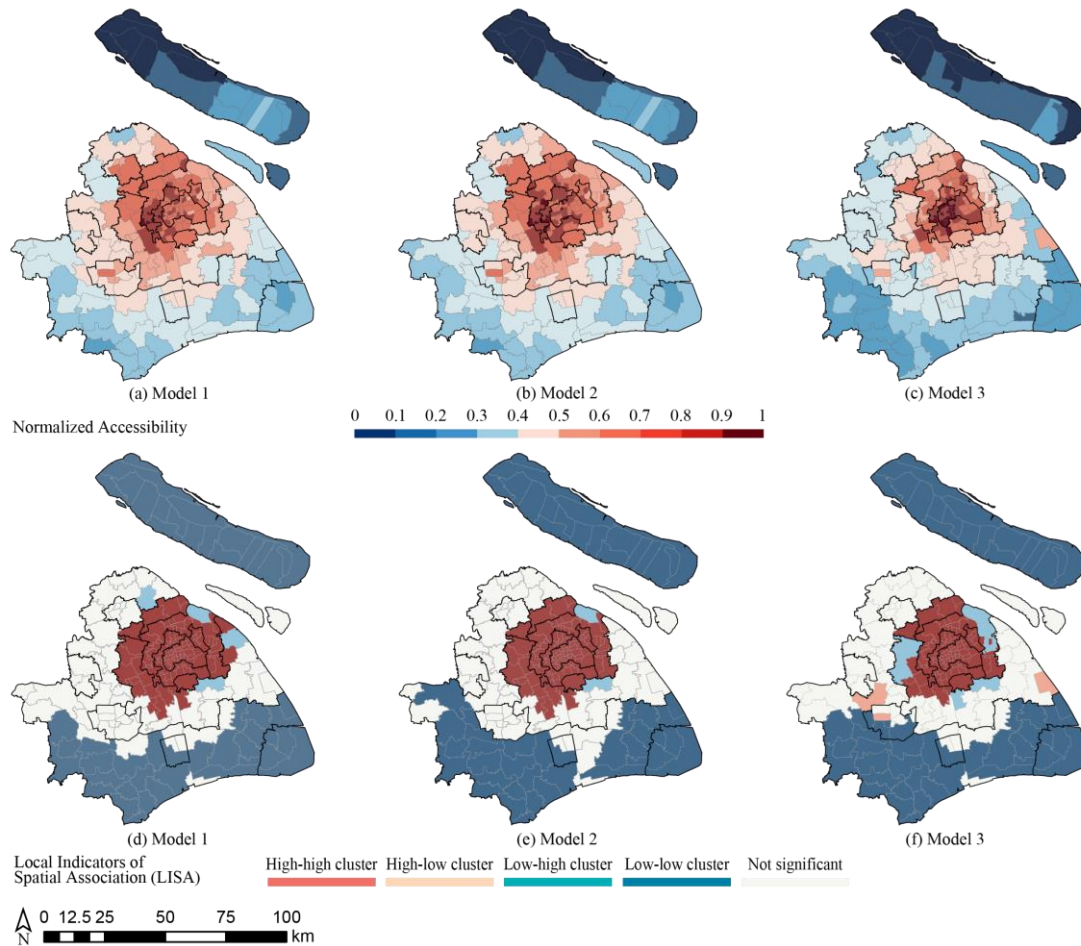 (a) Model 1
(b) Model 2
(c) Model 3
Normalized Accessibility
0 0.1 0.2 0.3 0.4 0.5 0.6 0.7 0.8 0.9 1
(d) Model 1
(e) Model 2
(f) Model 3
Local Indicators of
Spatial Association (LISA)
High-high cluster
High-low cluster
Low-high cluster
Low-low cluster
Not significant
N
0 12.5 25 50 75 100
km